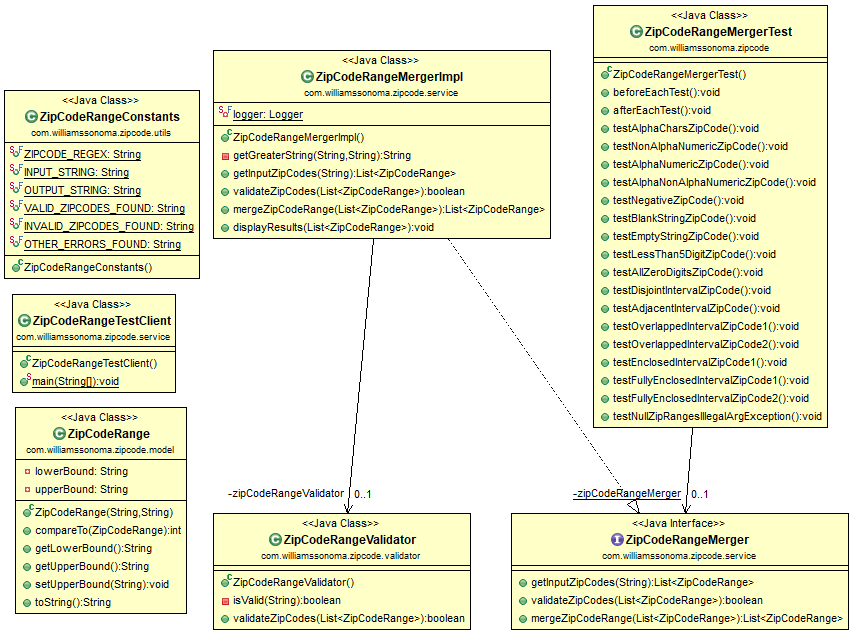 <<Java Class>>
ZipCodeRangeConstants
com.williamssonoma.zipcode.utils
ZIPCODE_REGEX: String
INPUT_STRING: String
OUTPUT_STRING: String
VALID_ZIPCODES_FOUND: String
INVALID_ZIPCODES_FOUND: String
OTHER_ERRORS_FOUND: String
ZipCodeRangeConstants()
<<Java Class>>
ZipCodeRangeTestClient
com.williamssonoma.zipcode.service
ZipCodeRangeTestClient()
main(String[]):void
<<Java Class>>
ZipCodeRange
com.williamssonoma.zipcode.model
lowerBound: String
upperBound: String
ZipCodeRange(String,String)
compareTo(ZipCodeRange):int
getLowerBound():String
getUpperBound():String
setUpperBound(String):void
toString():String
<<Java Class>>
ZipCodeRangeMergerImpl
com.williamssonoma.zipcode.service
logger: Logger
ZipCodeRangeMergerImpl()
getGreaterString(String,String):String
getInputZipCodes(String):List<ZipCodeRange>
validateZipCodes(List<ZipCodeRange>):boolean
mergeZipCodeRange(List<ZipCodeRange>):List<ZipCodeRange>
displayResults(List<ZipCodeRange>):void
<<Java Class>>
ZipCodeRangeMergerTest
com.williamssonoma.zipcode
ZipCodeRangeMergerTest()
beforeEachTest():void
afterEachTest():void
testAlphaCharsZipCode():void
testNonAlphaNumericZipCode():void
testAlphaNumericZipCode():void
testAlphaNonAlphaNumericZipCode():void
testNegativeZipCode():void
testBlankStringZipCode():void
testEmptyStringZipCode():void
testLessThan5DigitZipCode():void
testAllZeroDigitsZipCode():void
testDisjointIntervalZipCode():void
testAdjacentIntervalZipCode():void
testOverlappedIntervalZipCode1():void
testOverlappedIntervalZipCode2():void
testEnclosedIntervalZipCode1():void
testFullyEnclosedIntervalZipCode1():void
testFullyEnclosedIntervalZipCode2():void
testNullZipRangesIllegalArgException():void
-zipCodeRangeValidator 0..1
-zipCodeRangeMerger 0..1
<<Java Class>>
ZipCodeRangeValidator
com.williamssonoma.zipcode.validator
ZipCodeRangeValidator()
isValid(String):boolean
validateZipCodes(List<ZipCodeRange>):boolean
<<Java Interface>>
ZipCodeRangeMerger
com.williamssonoma.zipcode.service
getInputZipCodes(String):List<ZipCodeRange>
validateZipCodes(List<ZipCodeRange>):boolean
mergeZipCodeRange(List<ZipCodeRange>):List<ZipCodeRange>